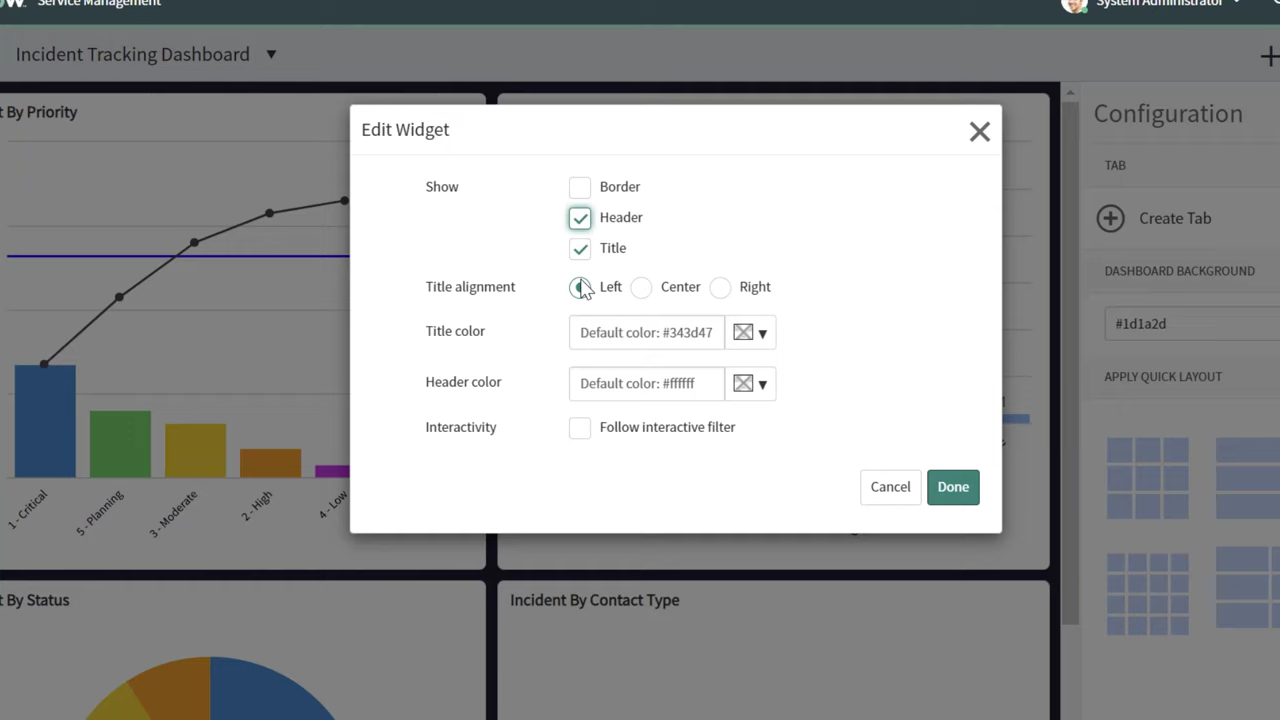 Service Management
System Administrator
Incident Tracking Dashboard
t By Priority
1 - Critical
5 - Planning
3 - Moderate
2 - High
4 - Low
Edit Widget
Show
Border
Header
Title
Title alignment
Left
Center
Right
Title color
Default color: #343d47
Header color
Default color: #ffffff
Interactivity
Follow interactive filter
Cancel
Done
Configuration
TAB
Create Tab
DASHBOARD BACKGROUND
#1d1a2d
APPLY QUICK LAYOUT
t By Status
Incident By Contact Type